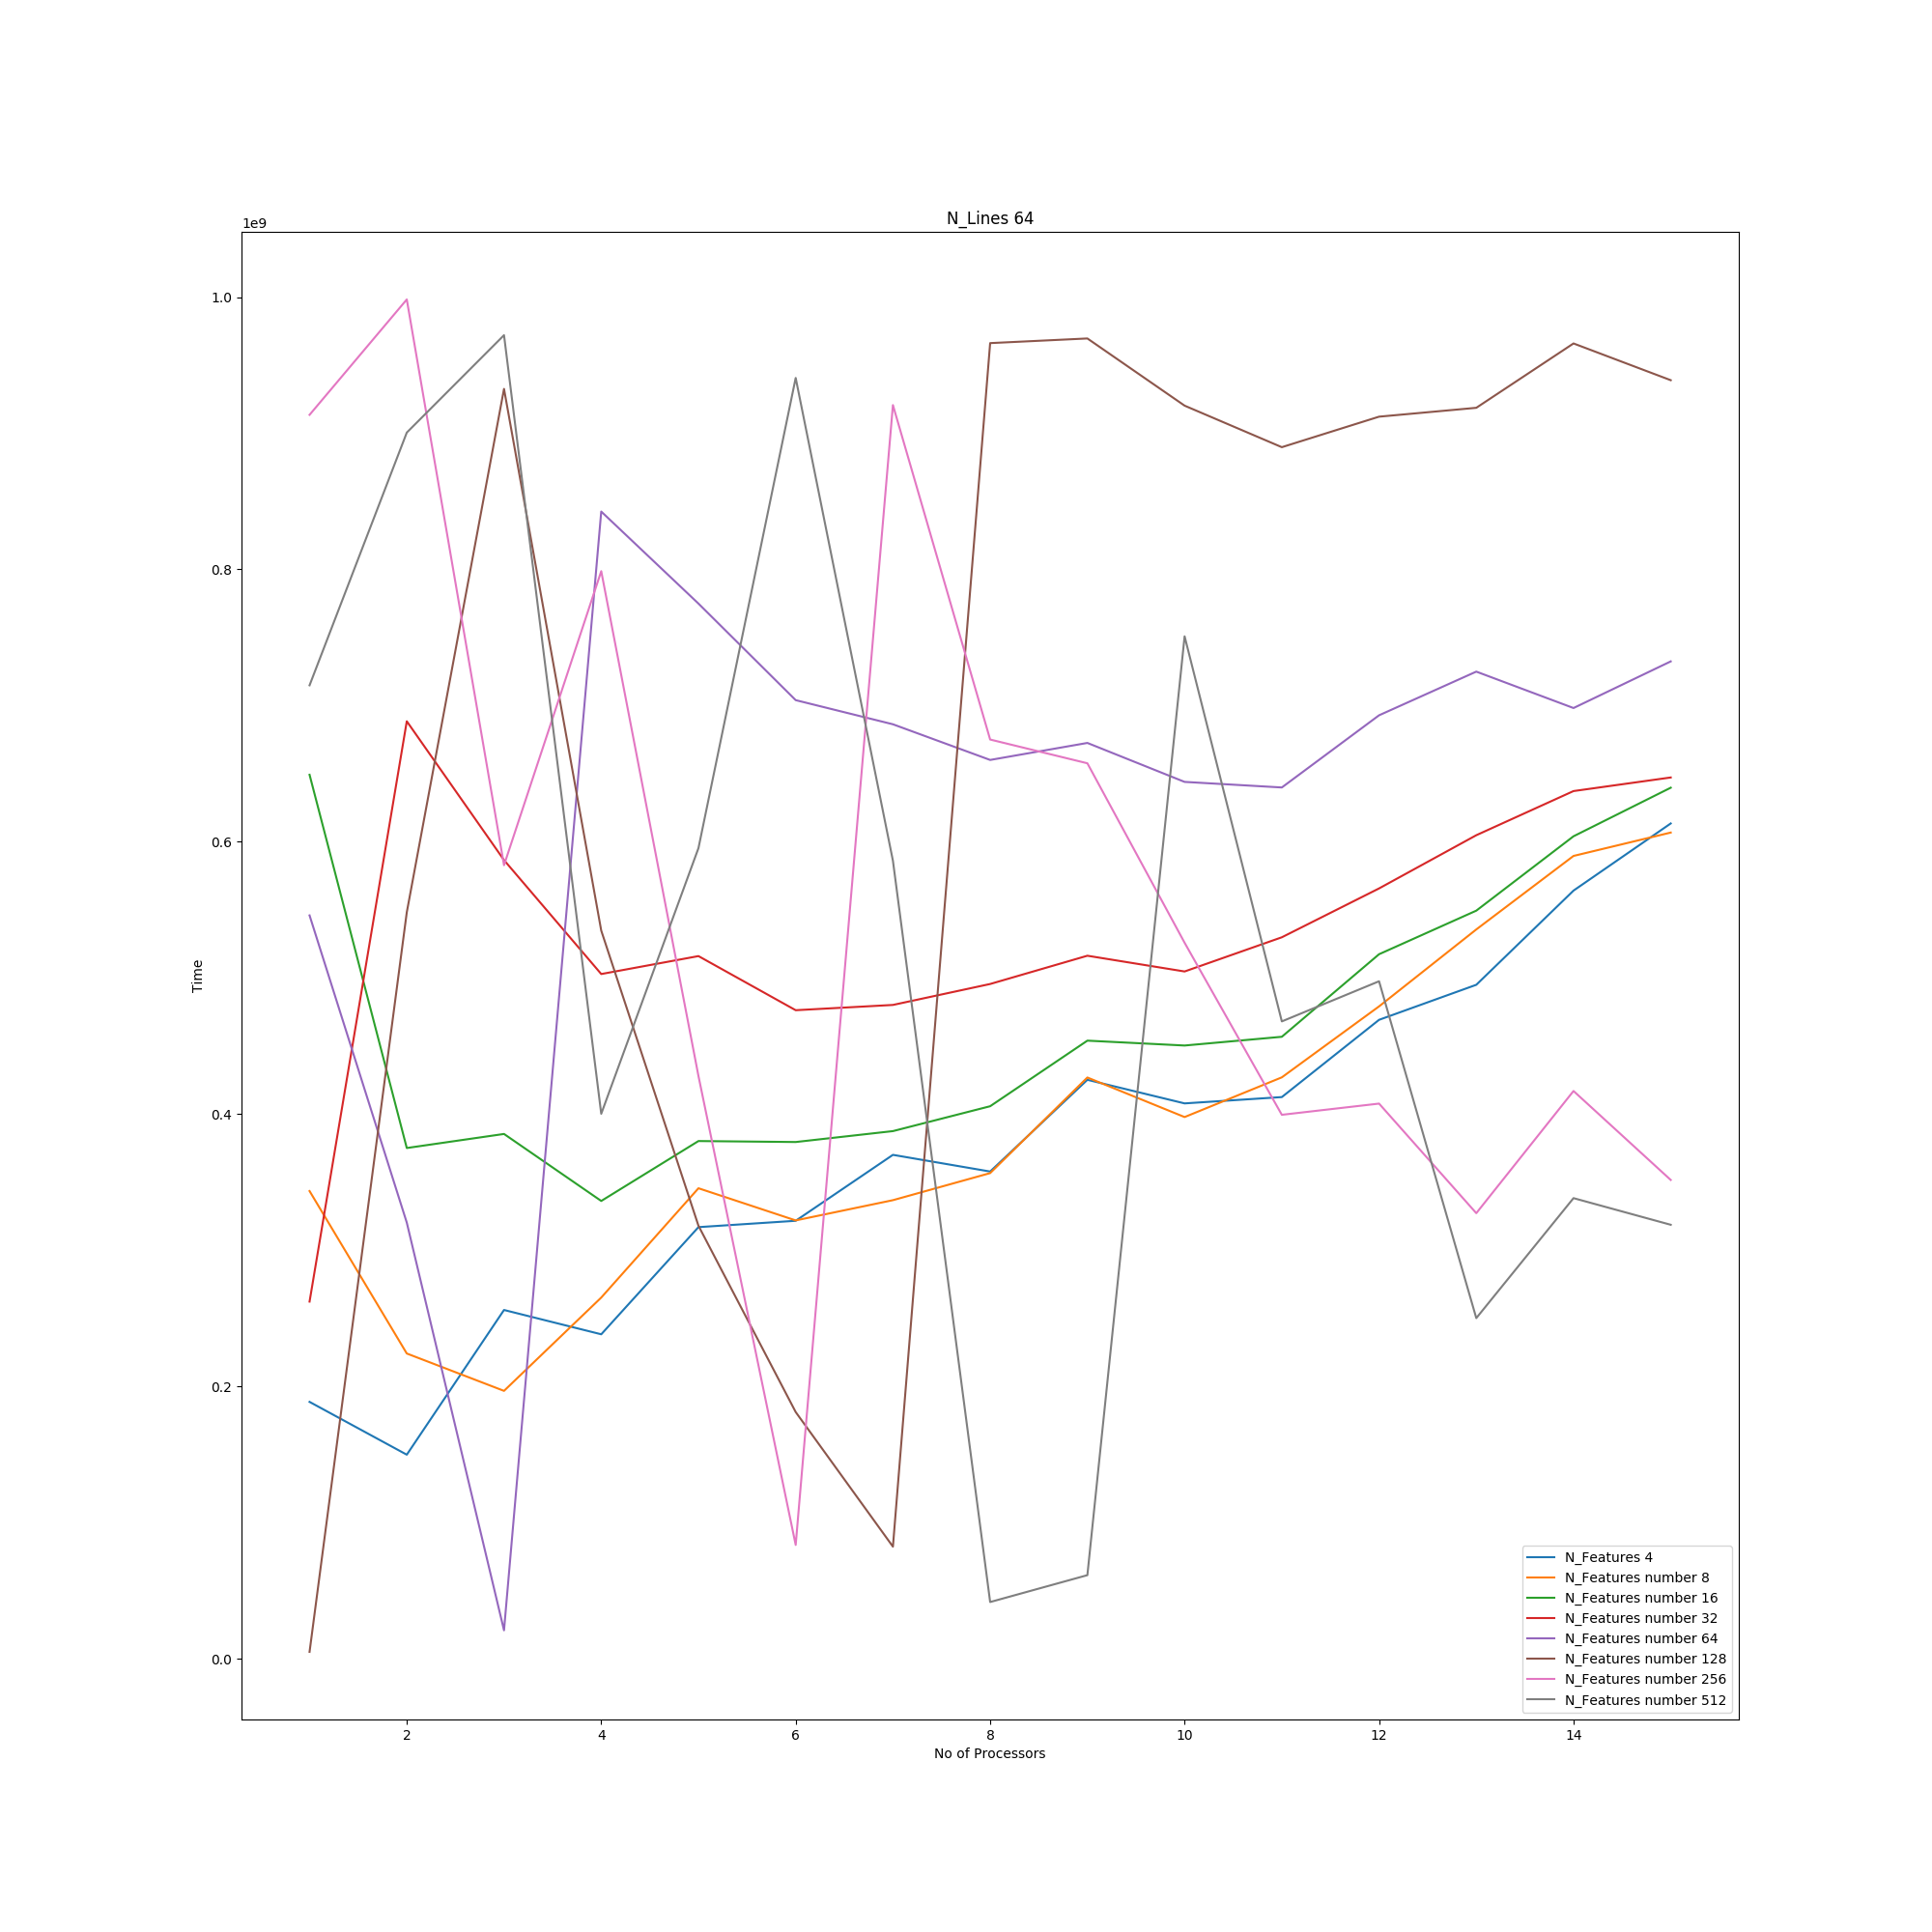 N_Lines 64
1e9
1.0
0.8
0.6
0.4
0.2
0.0
Time
2 4 6 8 10 12 14
No of Processors
N_Features 4
N_Features number 8
N_Features number 16
N_Features number 32
N_Features number 64
N_Features number 128
N_Features number 256
N_Features number 512